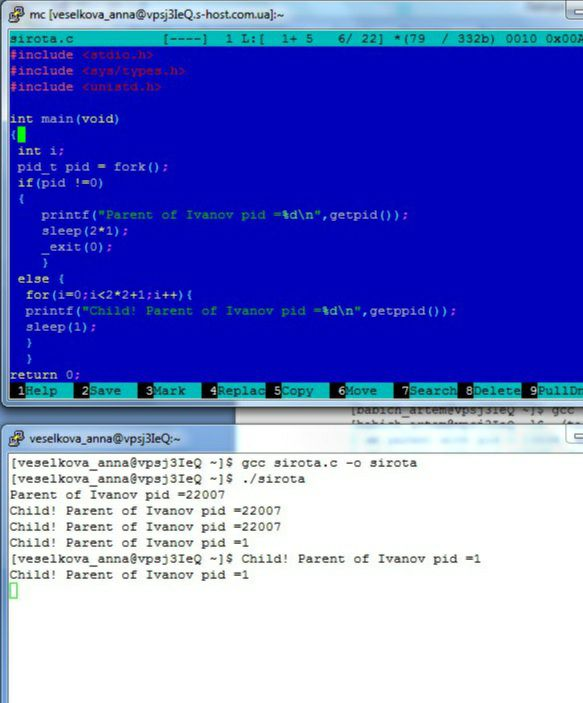 mc [veselkova_anna@vpsj3IeQ.s-host.com.ua]:~
sirota.c [----] 1 L:[ 1+ 5 6/ 22] *(79 / 332b) 0010 0x00A
#include <stdio.h>
#include <sys/types.h>
#include <unistd.h>
int main(void)
{
int i;
pid_t pid = fork();
if(pid !=0)
{
printf("Parent of Ivanov pid =%d\n",getpid());
sleep(2*1);
_exit(0);
}
else {
for(i=0;i<2*2+1;i++){
printf("Child! Parent of Ivanov pid =%d\n",getppid());
sleep(1);
}
}
return 0;
1Help 2Save 3Mark 4Replac 5Copy 6Move 7Search 8Delete 9PullDn
[babich_artem@vpsj3IeQ ~]$ gcc
veselkova_anna@vpsj3IeQ:~
[veselkova_anna@vpsj3IeQ ~]$ gcc sirota.c -o sirota
[veselkova_anna@vpsj3IeQ ~]$ ./sirota
Parent of Ivanov pid =22007
Child! Parent of Ivanov pid =22007
Child! Parent of Ivanov pid =22007
Child! Parent of Ivanov pid =1
[veselkova_anna@vpsj3IeQ ~]$ Child! Parent of Ivanov pid =1
Child! Parent of Ivanov pid =1